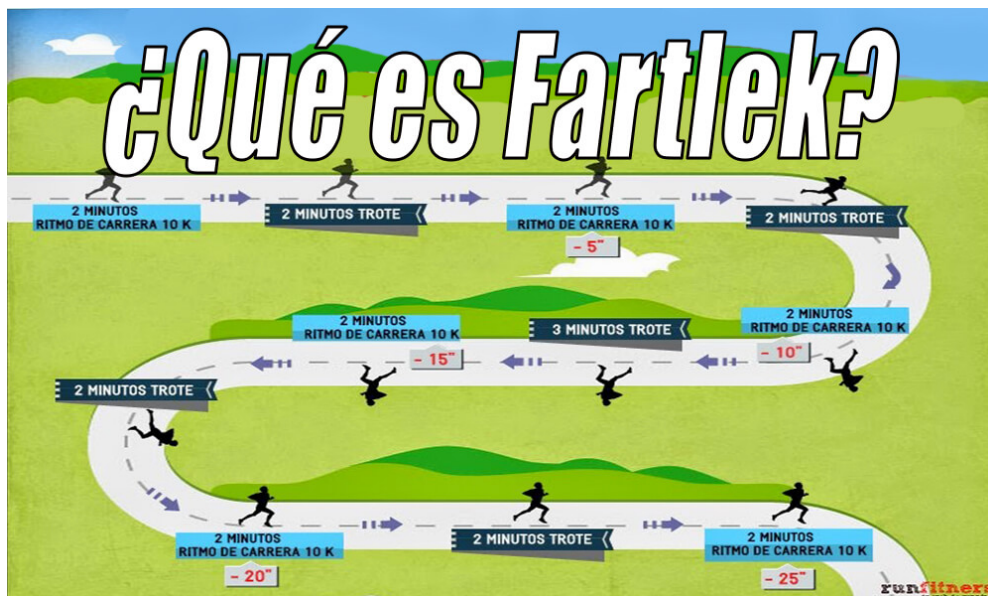 ¿Qué es Fartlek?
2 MINUTOS
RITMO DE CARRERA 10 K
2 MINUTOS TROTE
2 MINUTOS
RITMO DE CARRERA 10 K
- 5"
2 MINUTOS TROTE
2 MINUTOS
RITMO DE CARRERA 10 K
- 10"
3 MINUTOS TROTE
2 MINUTOS
RITMO DE CARRERA 10 K
- 15"
2 MINUTOS TROTE
2 MINUTOS
RITMO DE CARRERA 10 K
- 20"
2 MINUTOS TROTE
2 MINUTOS
RITMO DE CARRERA 10 K
- 25"
runfitners